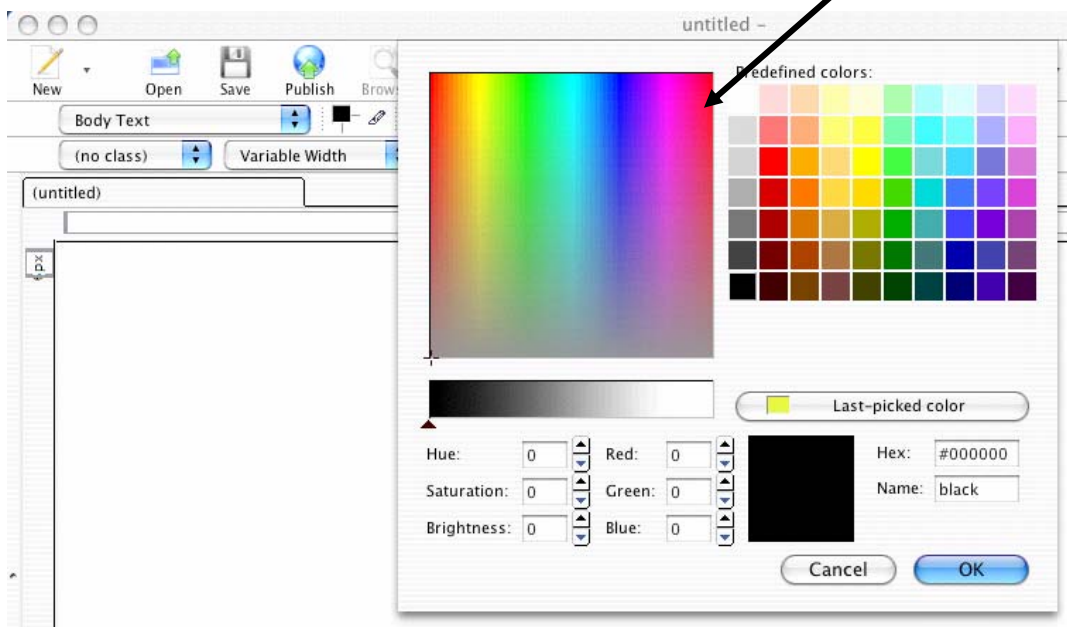 untitled –
New
Open
Save
Publish
Brow
Body Text
(no class)
Variable Width
(untitled)
px
Predefined colors:
Last-picked color
Hue: 0 Red: 0 Hex: #000000
Saturation: 0 Green: 0 Name: black
Brightness: 0 Blue: 0
Cancel OK